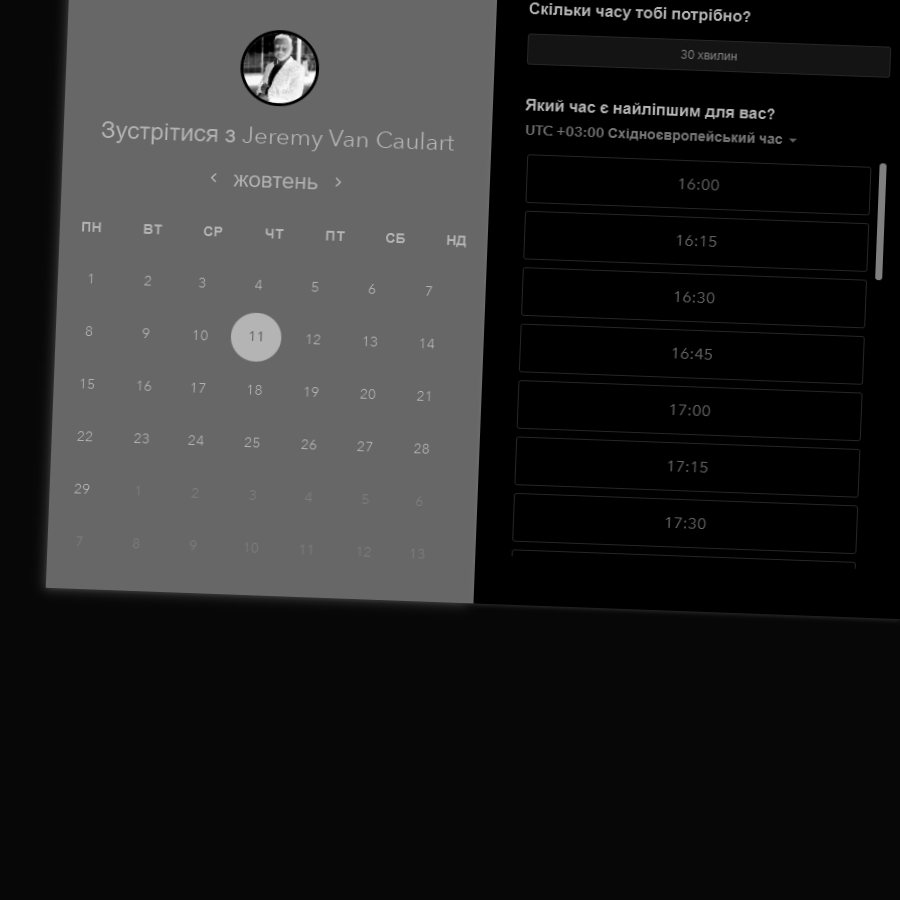 Зустрітися з Jeremy Van Caulart
жовтень
ПН ВТ СР ЧТ ПТ СБ НД
1 2 3 4 5 6 7
8 9 10 11 12 13 14
15 16 17 18 19 20 21
22 23 24 25 26 27 28
29 1 2 3 4 5 6
7 8 9 10 11 12 13
Скільки часу тобі потрібно?
30 хвилин
Який час є найліпшим для вас?
UTC +03:00 Східноєвропейський час
16:00
16:15
16:30
16:45
17:00
17:15
17:30